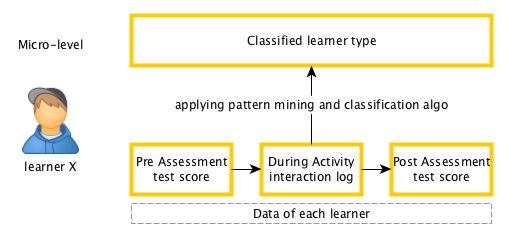 Micro-level
Classified learner type
applying pattern mining and classification algo
learner X
Pre Assessment
test score
During Activity
interaction log
Post Assessment
test score
Data of each learner